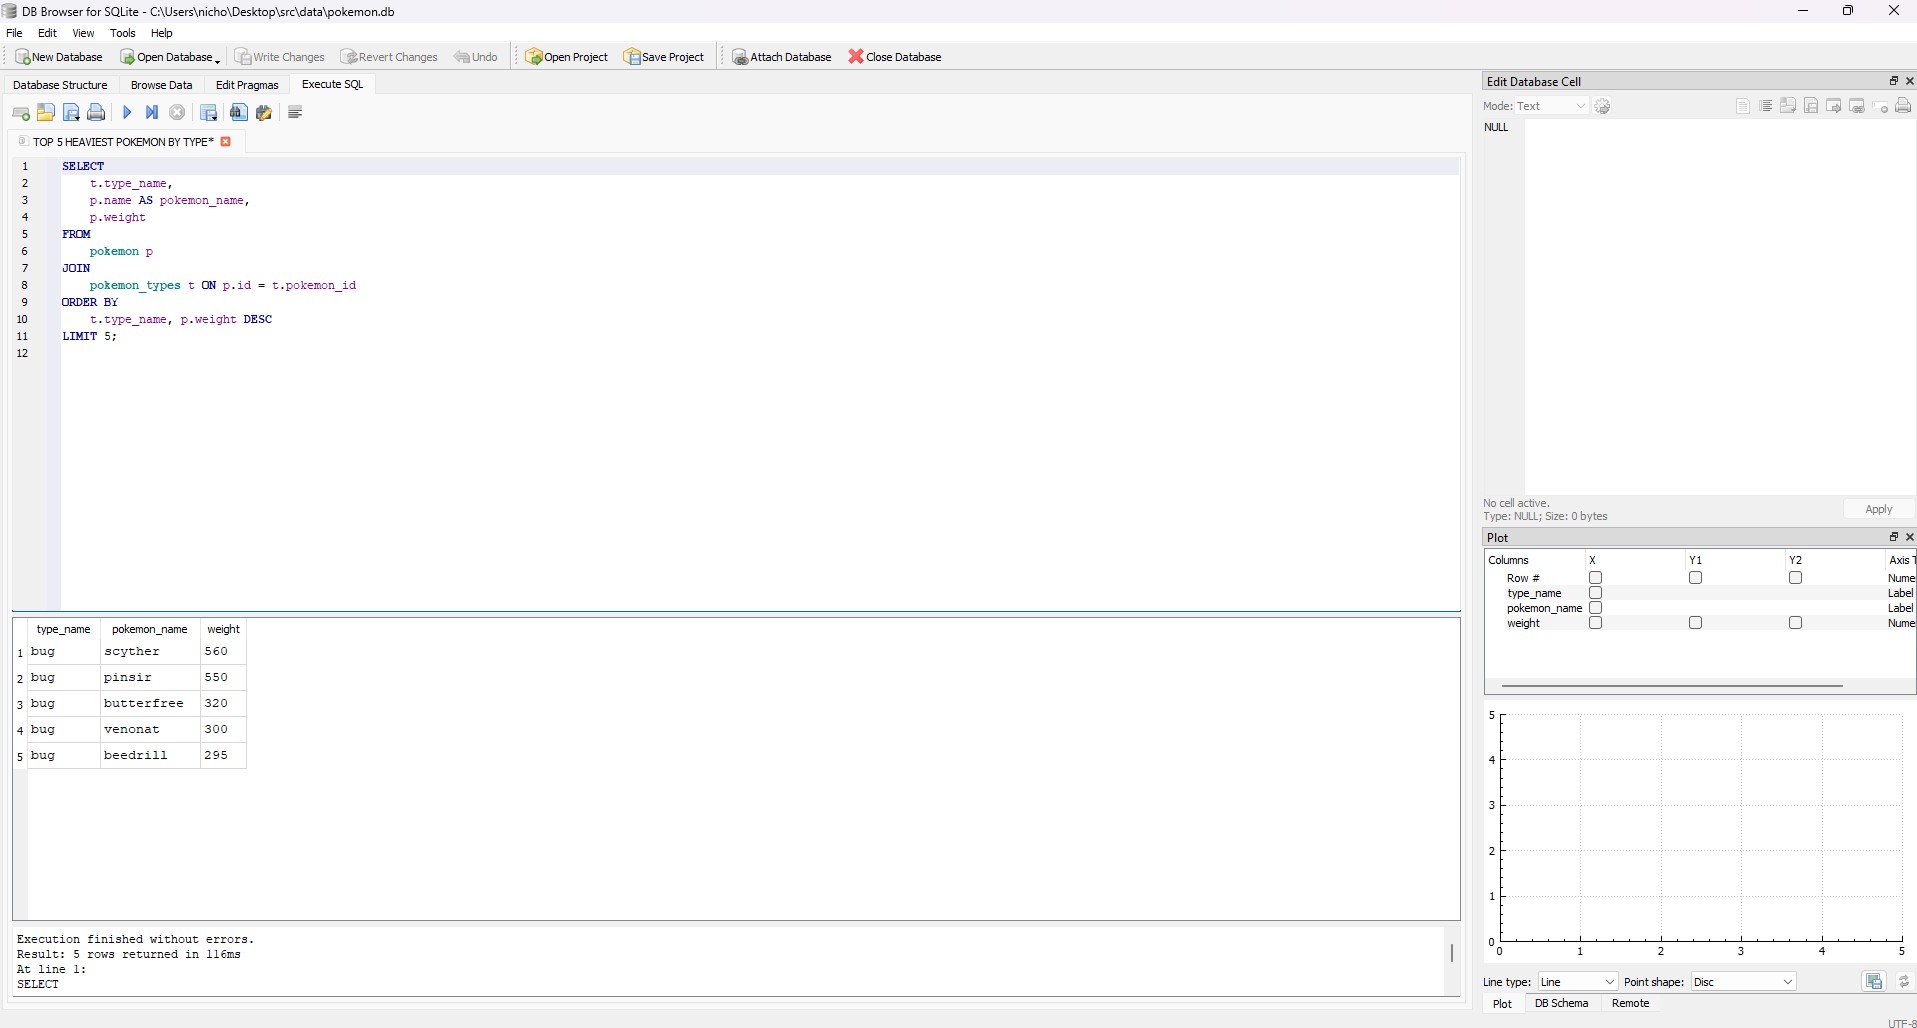 DB Browser for SQLite - C:\Users\nicho\Desktop\src\data\pokemon.db
File Edit View Tools Help
New Database Open Database Write Changes Revert Changes Undo Open Project Save Project Attach Database Close Database
Database Structure Browse Data Edit Pragmas Execute SQL
TOP 5 HEAVIEST POKEMON BY TYPE*
1 SELECT
2 t.type_name,
3 p.name AS pokemon_name,
4 p.weight
5 FROM
6 pokemon p
7 JOIN
8 pokemon_types t ON p.id = t.pokemon_id
9 ORDER BY
10 t.type_name, p.weight DESC
11 LIMIT 5;
12
type_name pokemon_name weight
1 bug scyther 560
2 bug pinsir 550
3 bug butterfree 320
4 bug venonat 300
5 bug beedrill 295
Execution finished without errors.
Result: 5 rows returned in 116ms
At line 1:
SELECT
Edit Database Cell
Mode: Text
NULL
No cell active.
Type: NULL; Size: 0 bytes
Apply
Plot
Columns X Y1 Y2 Axis T
Row # Nume
type_name Label
pokemon_name Label
weight Nume
5
4
3
2
1
0
0 1 2 3 4 5
Line type: Line Point shape: Disc
Plot DB Schema Remote
UTF-8